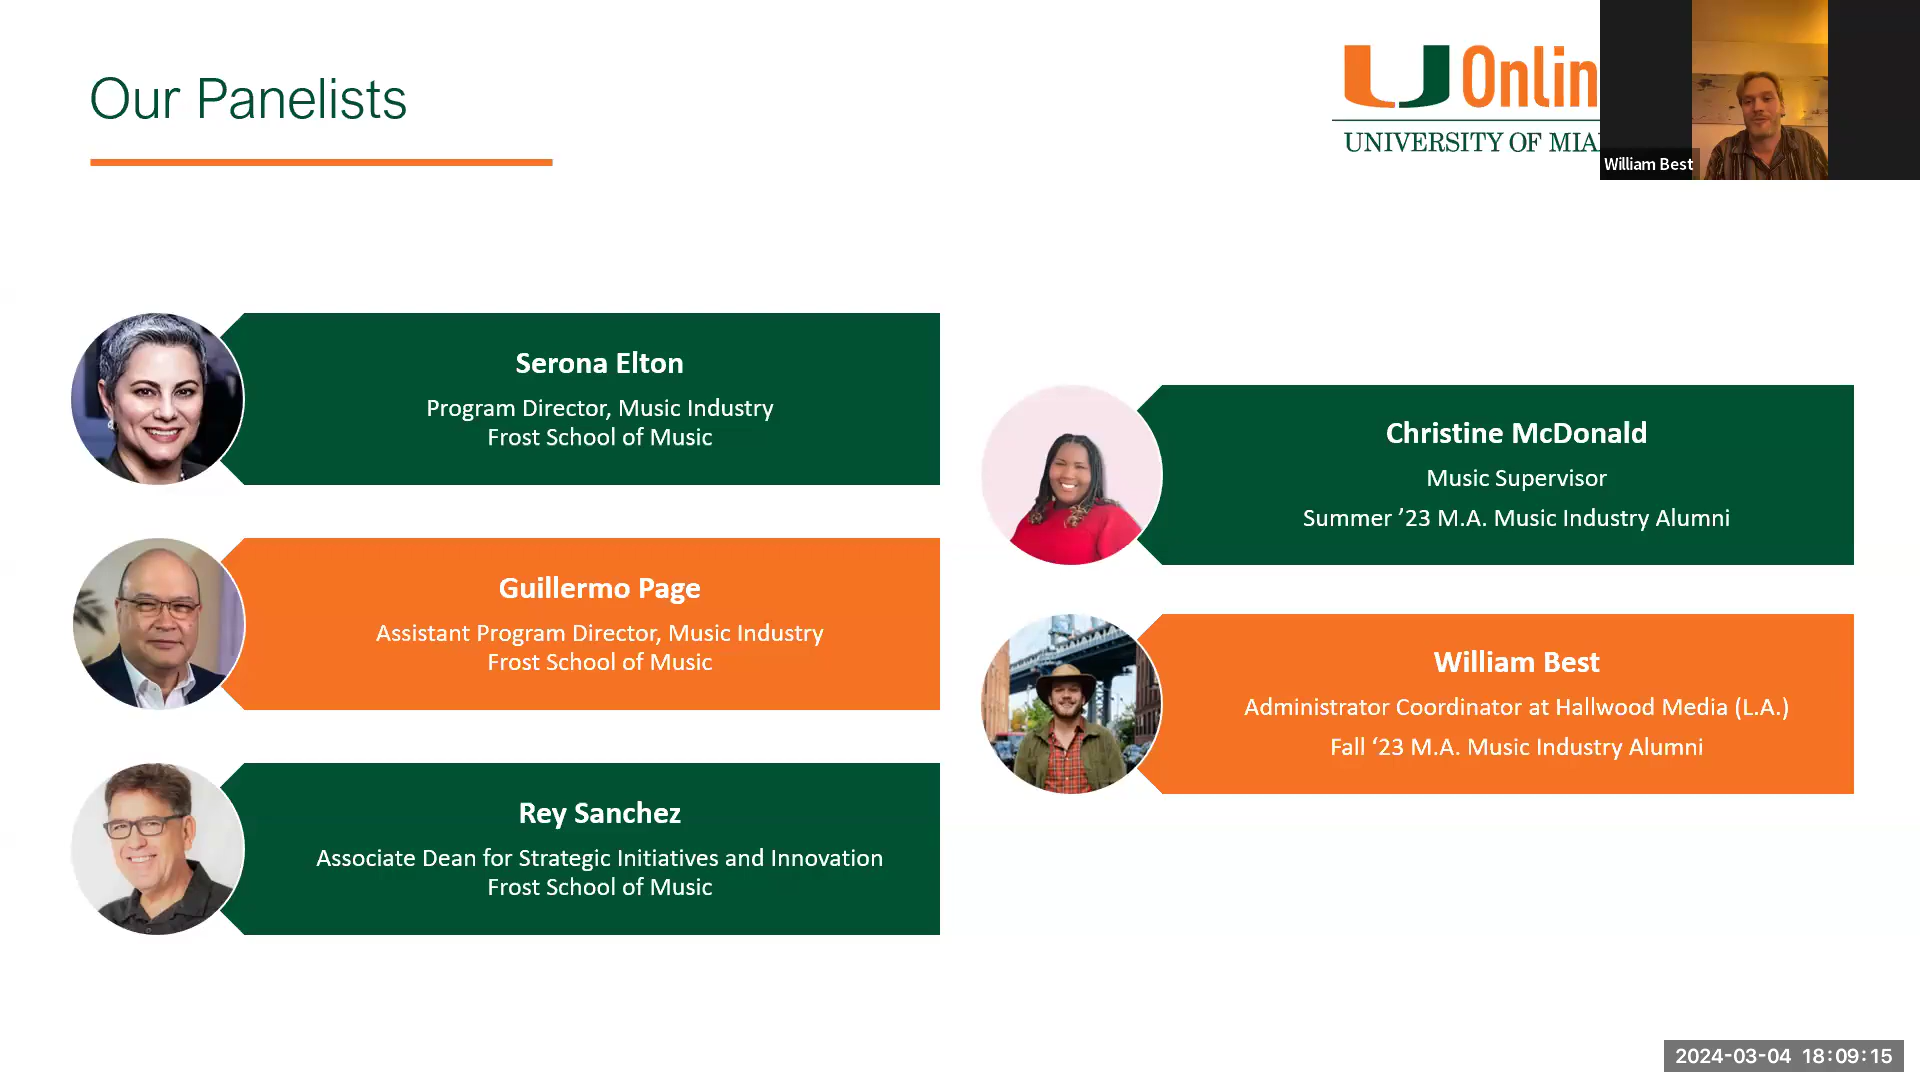 Our Panelists
Onlin
UNIVERSITY OF MIA
William Best
Serona Elton
Program Director, Music Industry
Frost School of Music
Guillermo Page
Assistant Program Director, Music Industry
Frost School of Music
Rey Sanchez
Associate Dean for Strategic Initiatives and Innovation
Frost School of Music
Christine McDonald
Music Supervisor
Summer ’23 M.A. Music Industry Alumni
William Best
Administrator Coordinator at Hallwood Media (L.A.)
Fall ‘23 M.A. Music Industry Alumni
2024-03-04 18:09:15